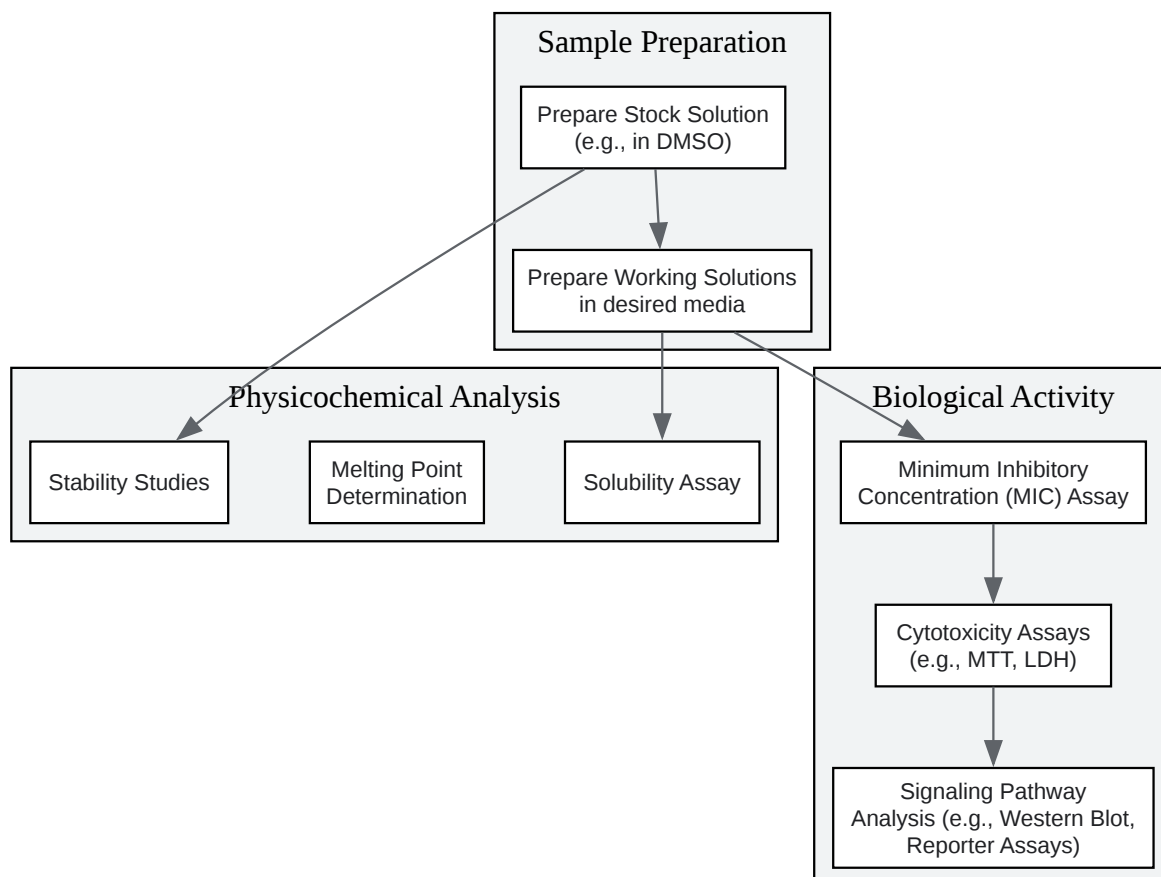 Sample Preparation
Prepare Stock Solution
(e.g., in DMSO)
Prepare Working Solutions
in desired media
Physicochemical Analysis
Stability Studies
Melting Point
Determination
Solubility Assay
Biological Activity
Minimum Inhibitory
Concentration (MIC) Assay
Cytotoxicity Assays
(e.g., MTT, LDH)
Signaling Pathway
Analysis (e.g., Western Blot,
Reporter Assays)